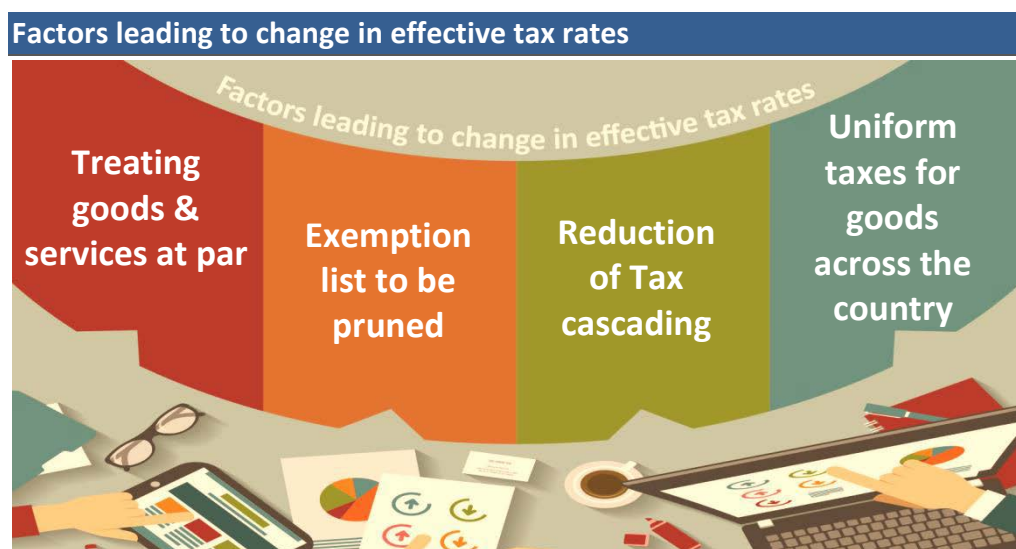 Factors leading to change in effective tax rates
Factors leading to change in effective tax rates
Treating
goods &
services at par
Exemption
list to be
pruned
Reduction
of Tax
cascading
Uniform
taxes for
goods
across the
country